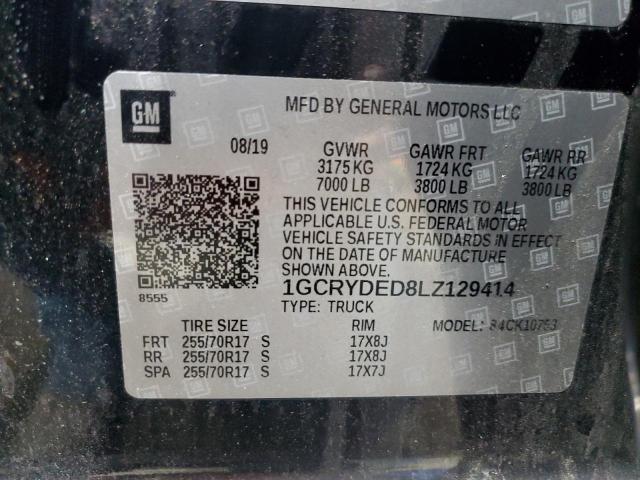 GM
MFD BY GENERAL MOTORS LLC
08/19 GVWR GAWR FRT GAWR RR
3175 KG 1724 KG 1724 KG
7000 LB 3800 LB 3800 LB
THIS VEHICLE CONFORMS TO ALL
APPLICABLE U.S. FEDERAL MOTOR
VEHICLE SAFETY STANDARDS IN EFFECT
ON THE DATE OF MANUFACTURE
8555
1GCRYDED8LZ129414
TYPE: TRUCK
TIRE SIZE RIM MODEL:
FRT 255/70R17 S 17X8J
RR 255/70R17 S 17X8J
SPA 255/70R17 S 17X7J